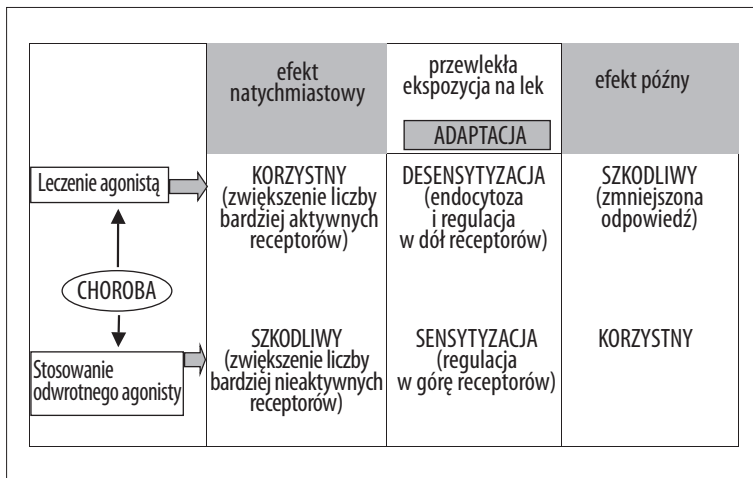 efekt
natychmiastowy
przewlekła
ekspozycja na lek
ADAPTACJA
efekt późny
Leczenie agonistą
KORZYSTNY
(zwiększenie liczby
bardziej aktywnych
receptorów)
DESENSYTYZACJA
(endocytoza
i regulacja
w dół receptorów)
SZKODLIWY
(zmniejszona
odpowiedź)
CHOROBA
Stosowanie
odwrotnego agonisty
SZKODLIWY
(zwiększenie liczby
bardziej nieaktywnych
receptorów)
SENSYTYZACJA
(regulacja
w górę receptorów)
KORZYSTNY